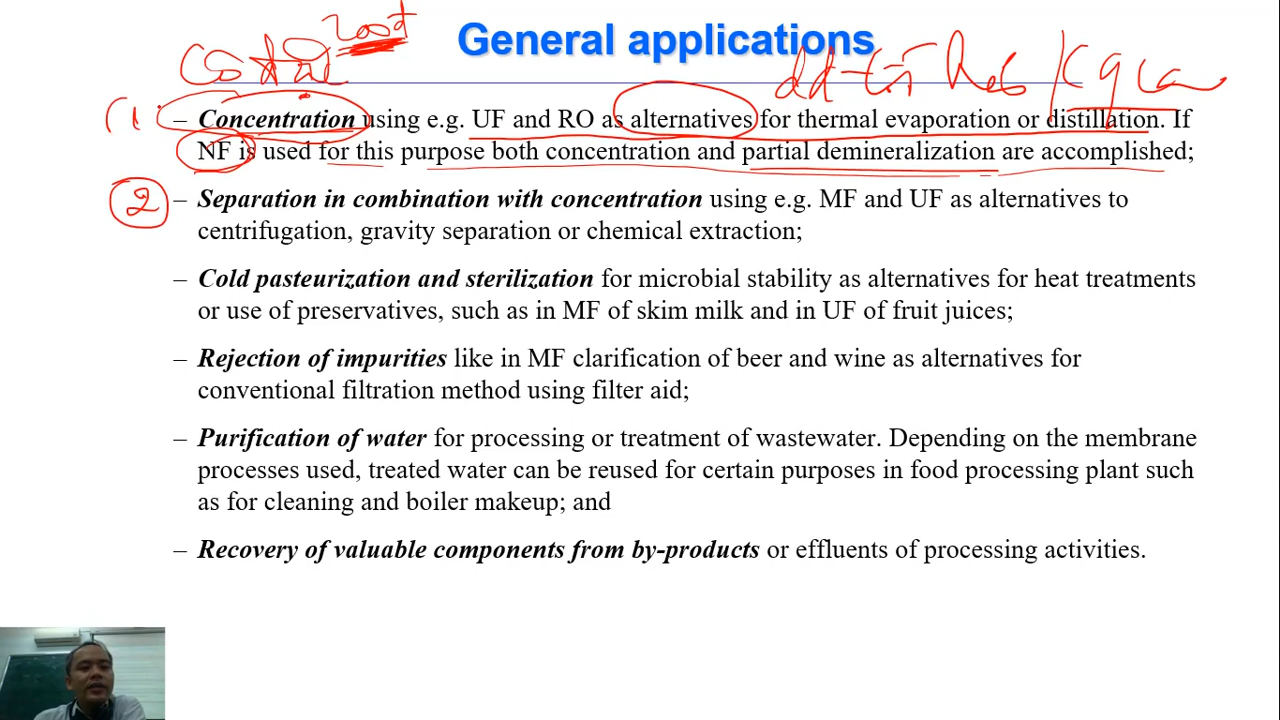 General applications
(1
– Concentration using e.g. UF and RO as alternatives for thermal evaporation or distillation. If
NF is used for this purpose both concentration and partial demineralization are accomplished;
2
– Separation in combination with concentration using e.g. MF and UF as alternatives to
centrifugation, gravity separation or chemical extraction;
– Cold pasteurization and sterilization for microbial stability as alternatives for heat treatments
or use of preservatives, such as in MF of skim milk and in UF of fruit juices;
– Rejection of impurities like in MF clarification of beer and wine as alternatives for
conventional filtration method using filter aid;
– Purification of water for processing or treatment of wastewater. Depending on the membrane
processes used, treated water can be reused for certain purposes in food processing plant such
as for cleaning and boiler makeup; and
– Recovery of valuable components from by-products or effluents of processing activities.